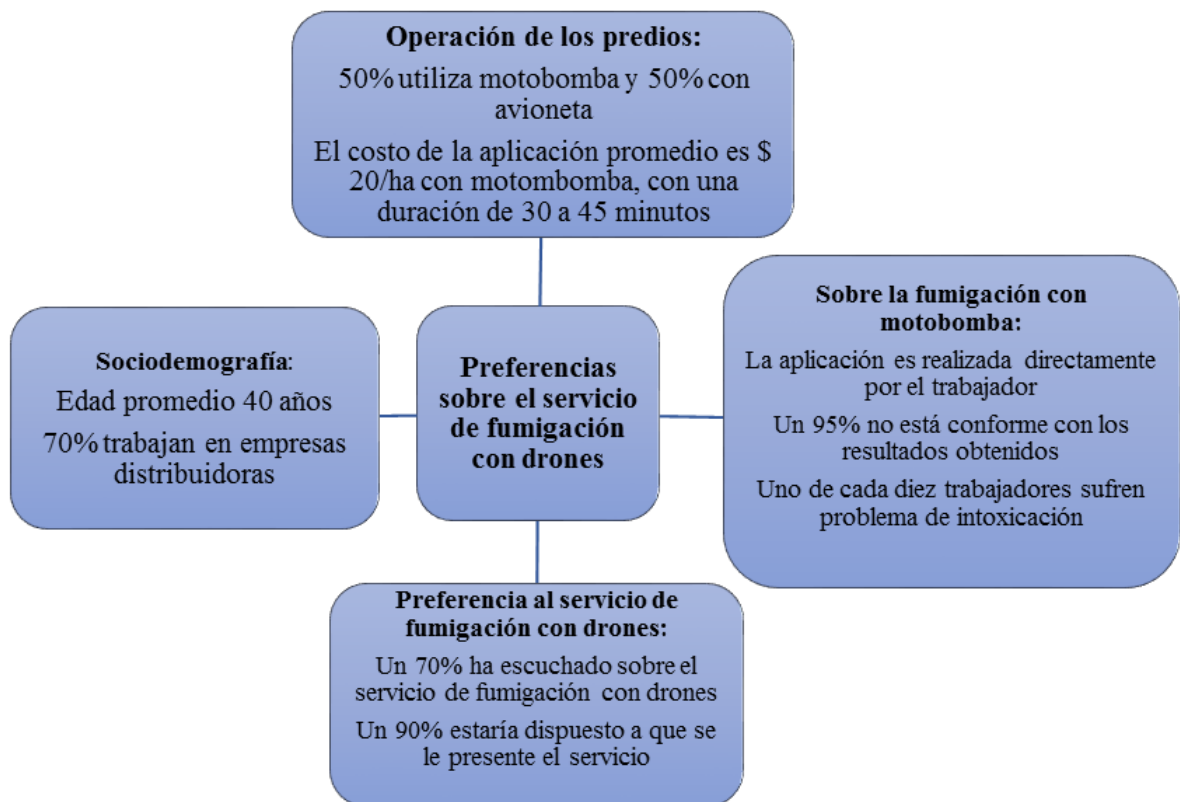 Operación de los predios:
50% utiliza motobomba y 50% con
avioneta
El costo de la aplicación promedio es $
20/ha con motombomba, con una
duración de 30 a 45 minutos
Sociodemografía:
Edad promedio 40 años
70% trabajan en empresas
distribuidoras
Preferencias
sobre el servicio
de fumigación
con drones
Sobre la fumigación con
motobomba:
La aplicación es realizada directamente
por el trabajador
Un 95% no está conforme con los
resultados obtenidos
Uno de cada diez trabajadores sufren
problema de intoxicación
Preferencia al servicio de
fumigación con drones:
Un 70% ha escuchado sobre el
servicio de fumigación con drones
Un 90% estaría dispuesto a que se
le presente el servicio